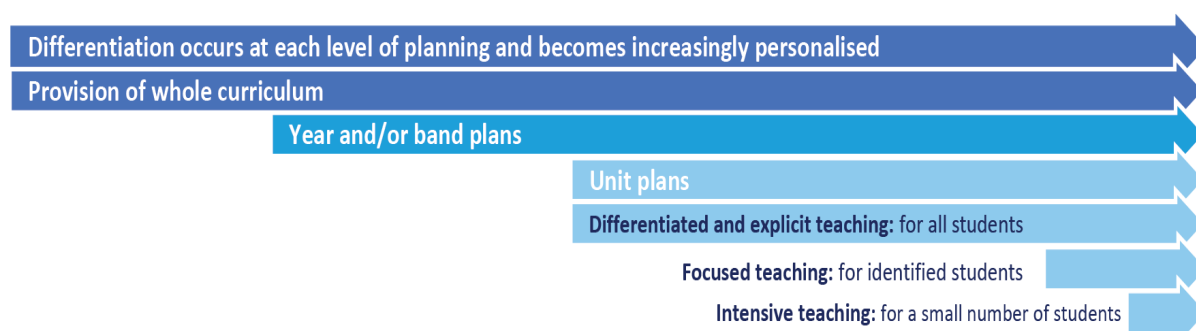 Differentiation occurs at each level of planning and becomes increasingly personalised
Provision of whole curriculum
Year and/or band plans
Unit plans
Differentiated and explicit teaching: for all students
Focused teaching: for identified students
Intensive teaching: for a small number of students